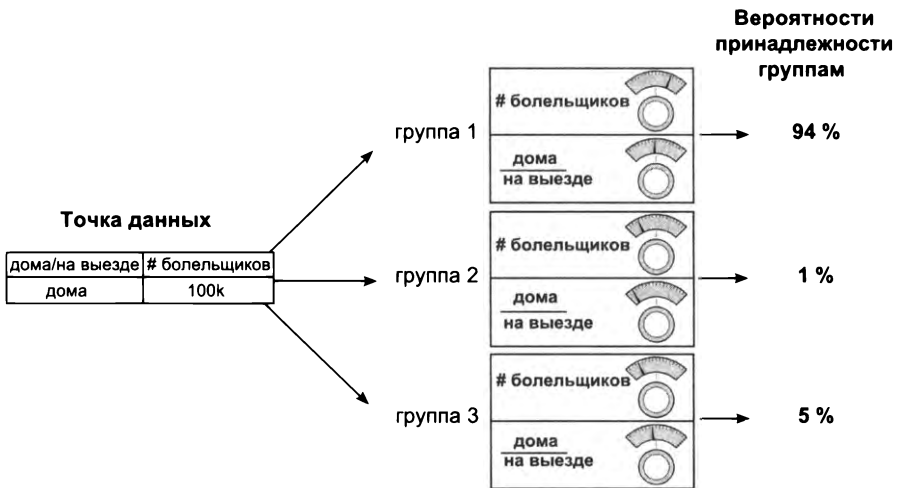 Вероятности
принадлежности
группам
# болельщиков
группа 1
94 %
дома
на выезде
Точка данных
дома/на выезде # болельщиков
дома 100k
# болельщиков
группа 2
1 %
дома
на выезде
# болельщиков
группа 3
5 %
дома
на выезде